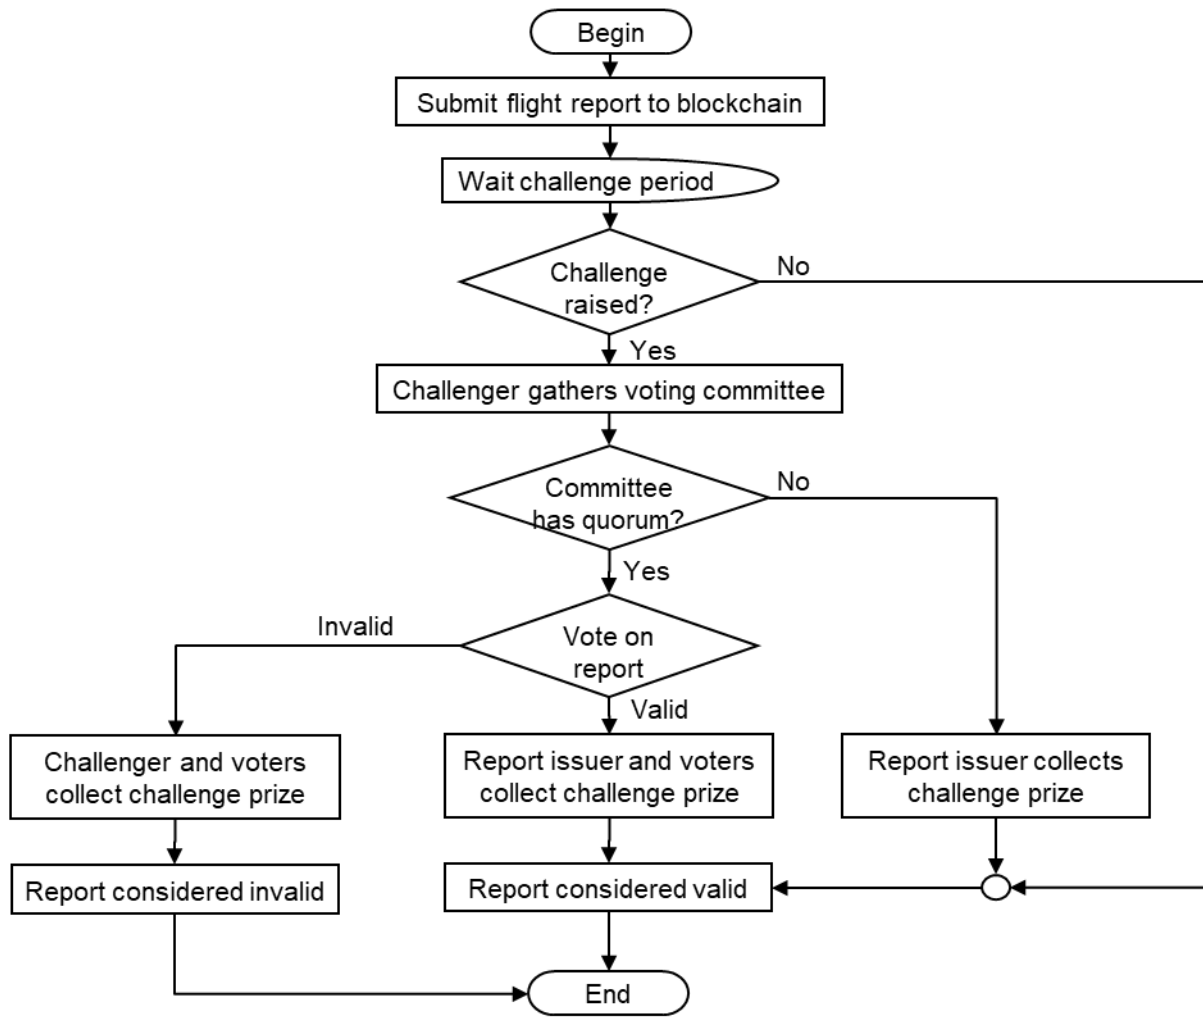 Begin
Submit flight report to blockchain
Wait challenge period
Challenge
raised?
No
Yes
Challenger gathers voting committee
Committee
has quorum?
No
Yes
Invalid
Vote on
report
Valid
Challenger and voters
collect challenge prize
Report issuer and voters
collect challenge prize
Report issuer collects
challenge prize
Report considered invalid
Report considered valid
End